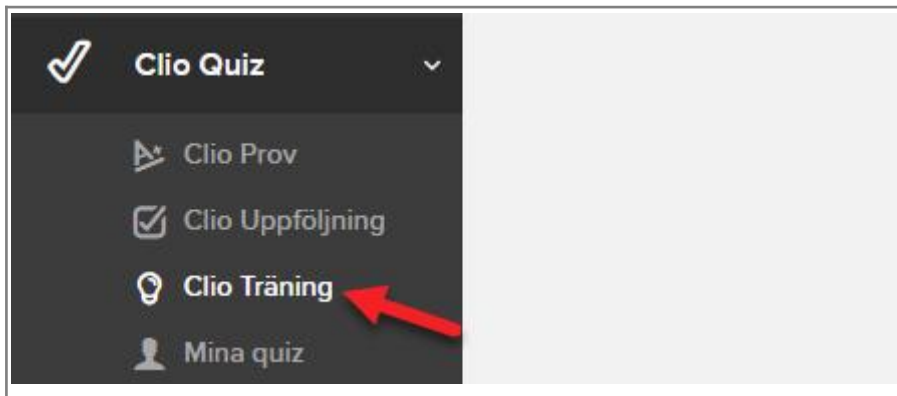 Clio Quiz
Clio Prov
Clio Uppföljning
Clio Träning
Mina quiz